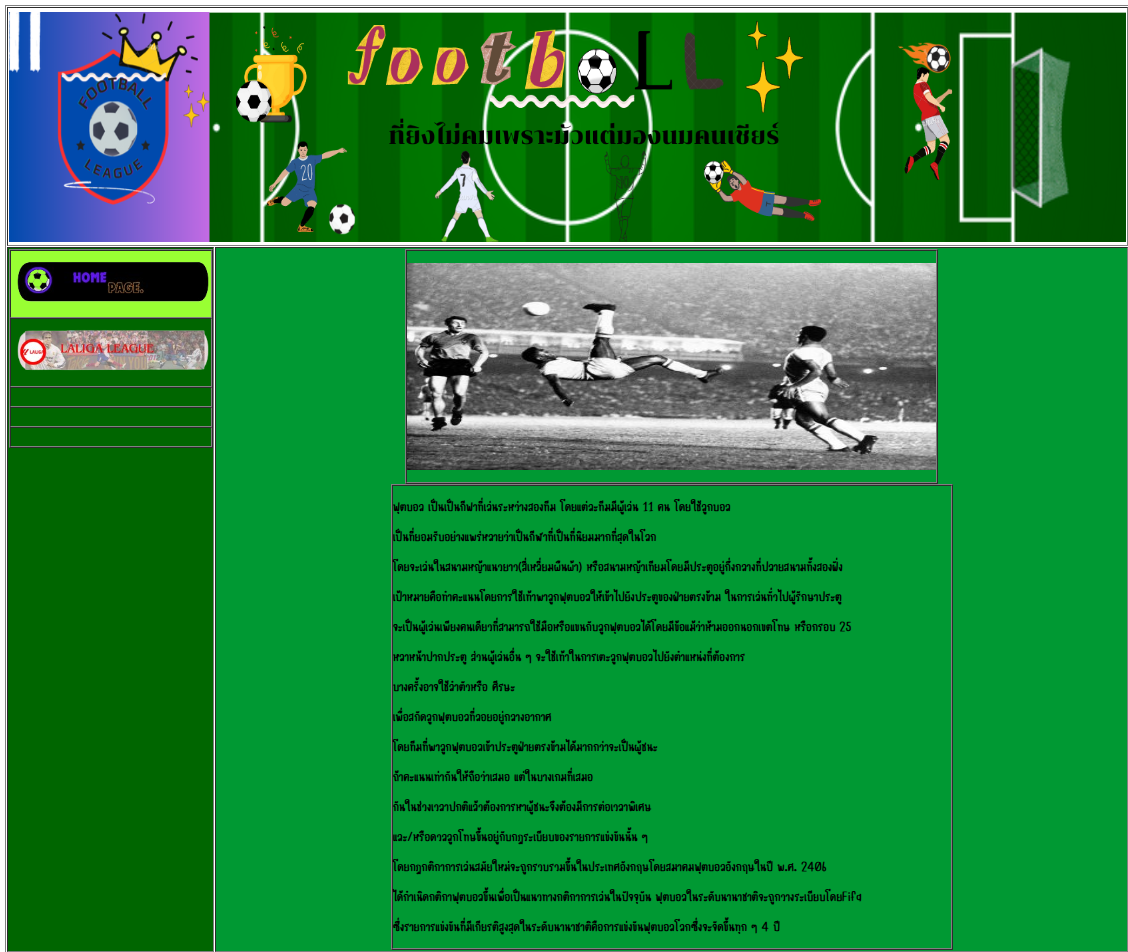 footbaLL
ที่ยิงไม่คมเพราะมัวแต่มองนมคนเชียร์
FOOTBALL
LEAGUE
20
7
HOME
PAGE.
LALIGA LEAGUE
ฟุตบอล เป็นเป็นกีฬาที่เล่นระหว่างสองทีม โดยแต่ละทีมมีผู้เล่น 11 คน โดยใช้ลูกบอล
เป็นที่ยอมรับอย่างแพร่หลายว่าเป็นกีฬาที่เป็นที่นิยมมากที่สุดในโลก
โดยจะเล่นในสนามหญ้าแนวยาว(สี่เหลี่ยมผืนผ้า) หรือสนามหญ้าเทียมโดยมีประตูอยู่กึ่งกลางที่ปลายสนามทั้งสองฝั่ง
เป้าหมายคือทำคะแนนโดยการใช้เท้าพาลูกฟุตบอลให้เข้าไปยังประตูของฝ่ายตรงข้าม ในการเล่นทั่วไปผู้รักษาประตู
จะเป็นผู้เล่นเพียงคนเดียวที่สามารถใช้มือหรือแขนกับลูกฟุตบอลได้โดยมีข้อแม้ว่าห้ามออกนอกเขตโทษ หรือกรอบ 25
หลาหน้าปากประตู ส่วนผู้เล่นอื่น ๆ จะใช้เท้าในการเตะลูกฟุตบอลไปยังตำแหน่งที่ต้องการ
บางครั้งอาจใช้ลำตัวหรือ ศีรษะ
เพื่อสกัดลูกฟุตบอลที่ลอยอยู่กลางอากาศ
โดยทีมที่พาลูกฟุตบอลเข้าประตูฝ่ายตรงข้ามได้มากกว่าจะเป็นผู้ชนะ
ถ้าคะแนนเท่ากันให้ถือว่าเสมอ แต่ในบางเกมที่เสมอ
กันในช่วงเวลาปกติแล้วต้องการหาผู้ชนะจึงต้องมีการต่อเวลาพิเศษ
และ/หรือดวลลูกโทษขึ้นอยู่กับกฎระเบียบของรายการแข่งขันนั้น ๆ
โดยกฎกติกาการเล่นสมัยใหม่จะถูกรวบรวมขึ้นในประเทศอังกฤษโดยสมาคมฟุตบอลอังกฤษในปี พ.ศ. 2406
ได้กำเนิดกติกาฟุตบอลขึ้นเพื่อเป็นแนวทางกติกาการเล่นในปัจจุบัน ฟุตบอลในระดับนานาชาติจะถูกวางระเบียบโดยFifa
ซึ่งรายการแข่งขันที่มีเกียรติสูงสุดในระดับนานาชาติคือการแข่งขันฟุตบอลโลกซึ่งจะจัดขึ้นทุก ๆ 4 ปี